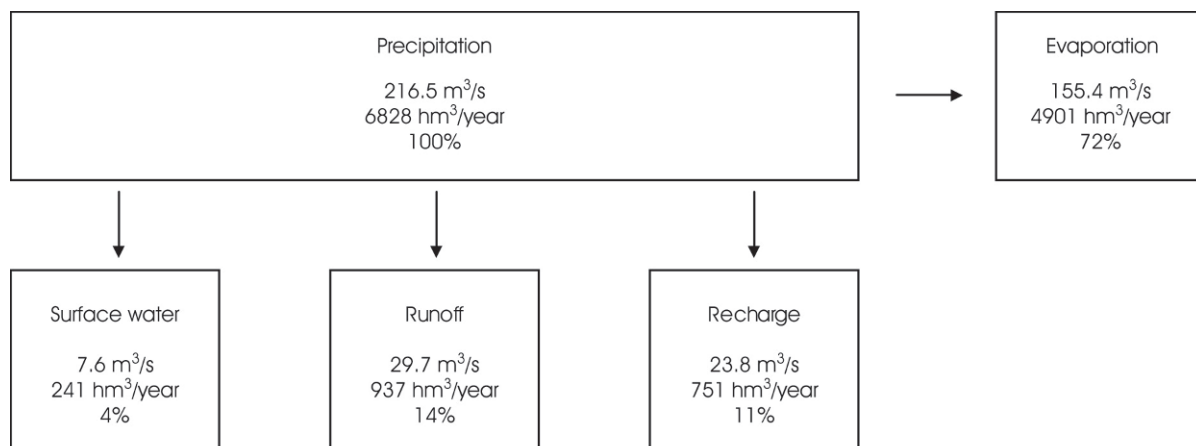 Precipitation
216.5 m³/s
6828 hm³/year
100%
Evaporation
155.4 m³/s
4901 hm³/year
72%
Surface water
7.6 m³/s
241 hm³/year
4%
Runoff
29.7 m³/s
937 hm³/year
14%
Recharge
23.8 m³/s
751 hm³/year
11%